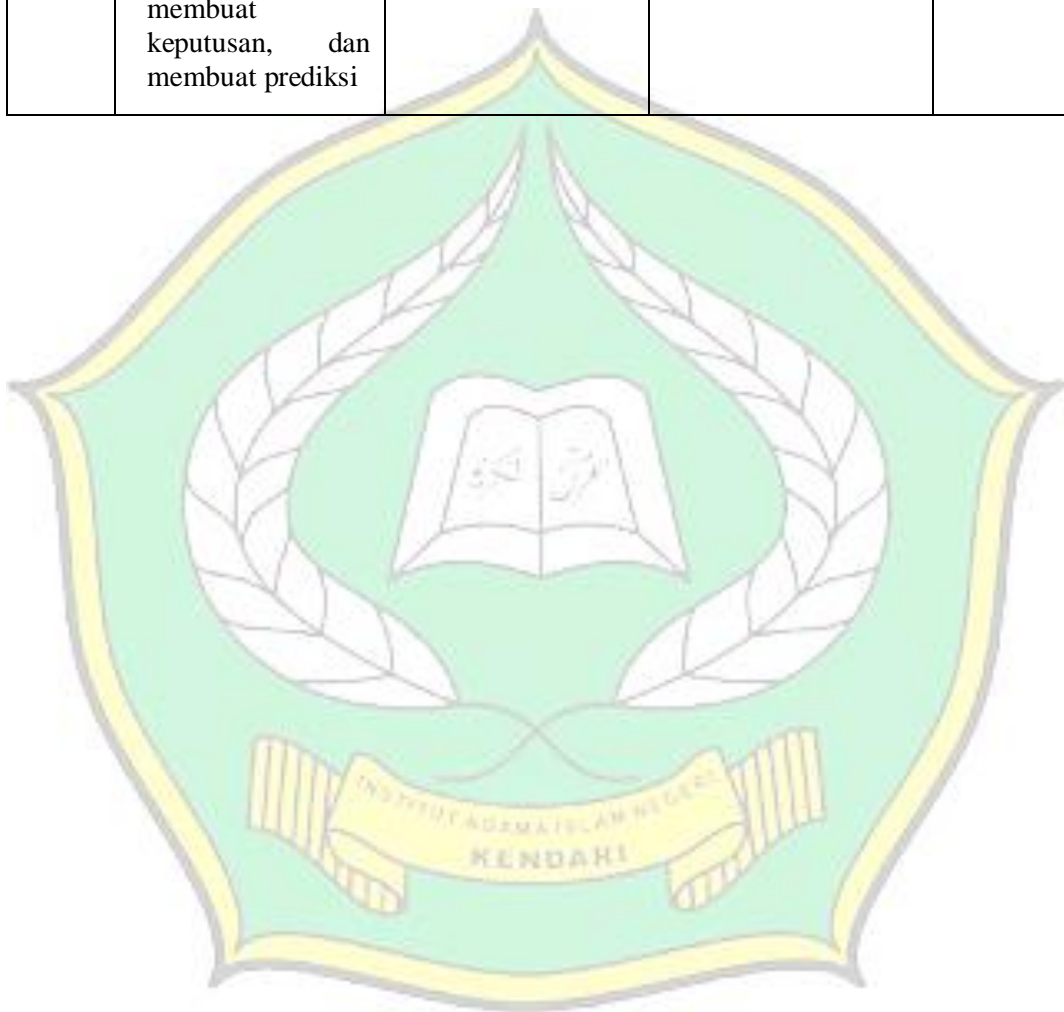 membuat
keputusan, dan
membuat prediksi
INSTITUT AGAMA ISLAM NEGERI
KENDARI